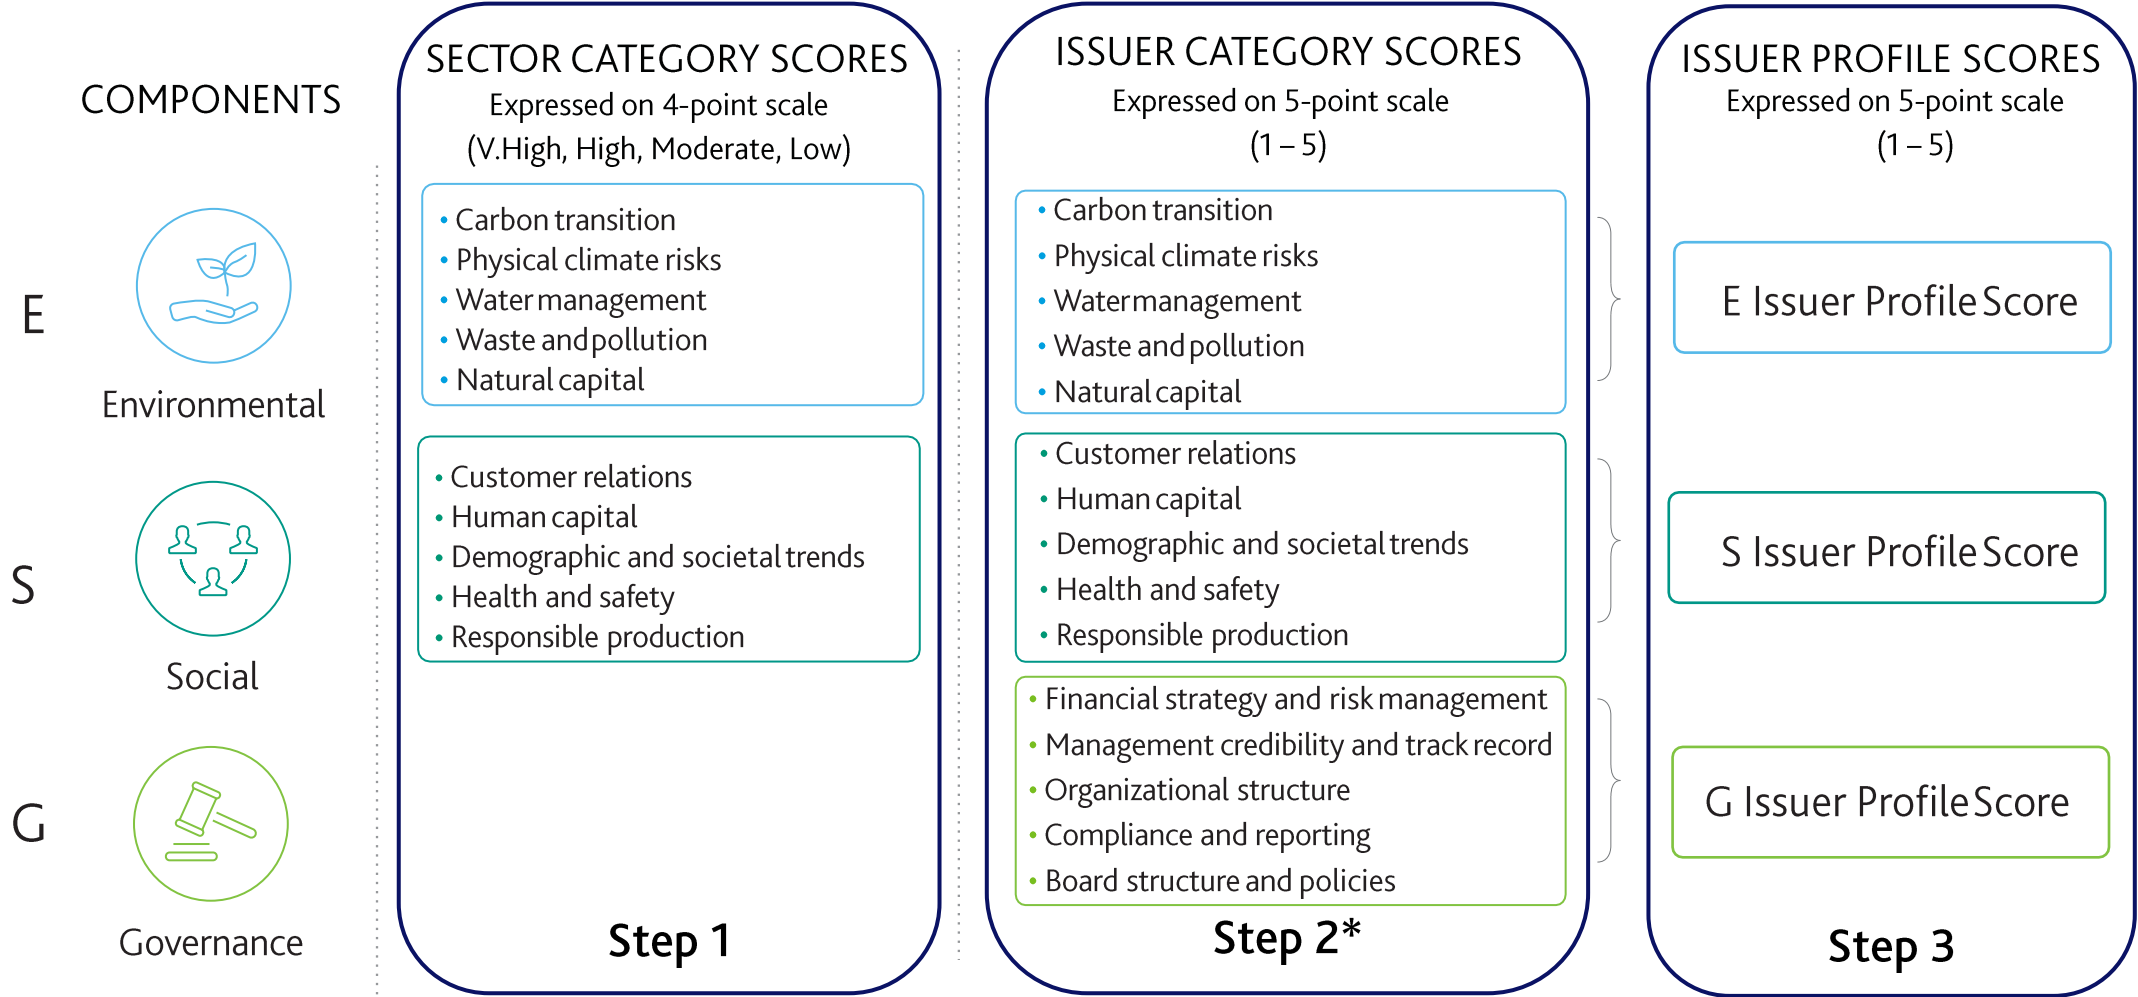 COMPONENTS
E
Environmental
S
Social
G
Governance
SECTOR CATEGORY SCORES
Expressed on 4-point scale
(V.High, High, Moderate, Low)
• Carbon transition
• Physical climate risks
• Water management
• Waste and pollution
• Natural capital
• Customer relations
• Human capital
• Demographic and societal trends
• Health and safety
• Responsible production
Step 1
ISSUER CATEGORY SCORES
Expressed on 5-point scale
(1 – 5)
• Carbon transition
• Physical climate risks
• Water management
• Waste and pollution
• Natural capital
• Customer relations
• Human capital
• Demographic and societal trends
• Health and safety
• Responsible production
• Financial strategy and risk management
• Management credibility and track record
• Organizational structure
• Compliance and reporting
• Board structure and policies
Step 2*
ISSUER PROFILE SCORES
Expressed on 5-point scale
(1 – 5)
E Issuer Profile Score
S Issuer Profile Score
G Issuer Profile Score
Step 3